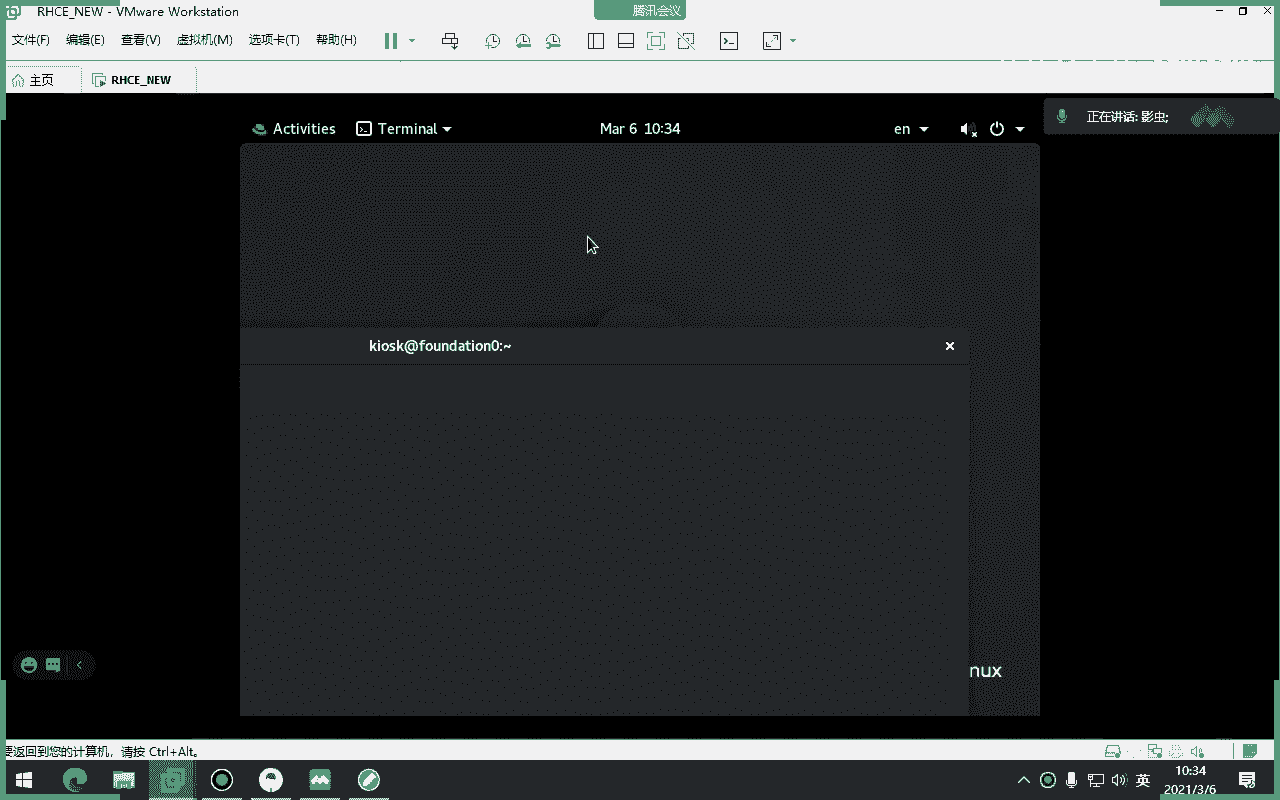 RHCE_NEW - VMware Workstation
腾讯会议
文件(F) 编辑(E) 查看(V) 虚拟机(M) 选项卡(T) 帮助(H)
主页 RHCE_NEW
正在讲话: 影虫;
Activities Terminal Mar 6 10:34 en
kiosk@foundation0:~
nux
要返回到您的计算机，请按 Ctrl+Alt。
英
10:34
2021/3/6